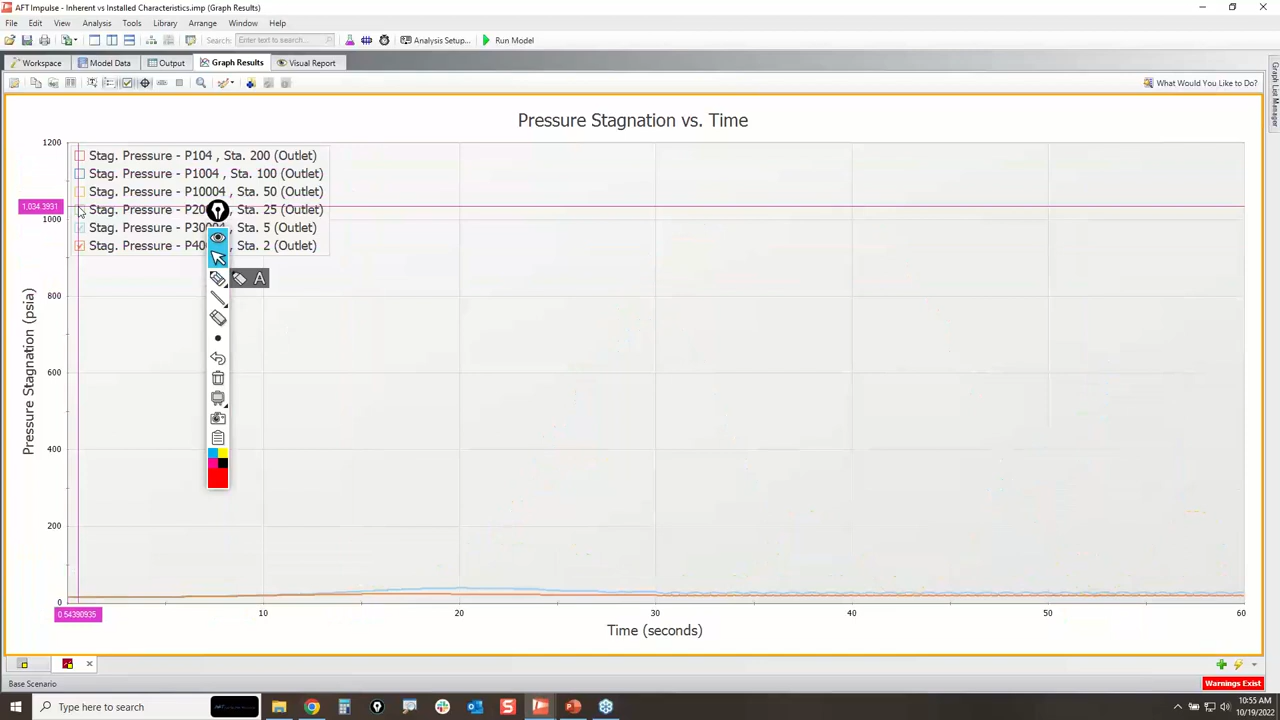 AFT Impulse - Inherent vs Installed Characteristics.imp (Graph Results)
File Edit View Analysis Tools Library Arrange Window Help
Search: Enter text to search... Analysis Setup... Run Model
Workspace Model Data Output Graph Results Visual Report
What Would You Like to Do?
Graph List Manager
Pressure Stagnation vs. Time
1200
Stag. Pressure - P104 , Sta. 200 (Outlet)
Stag. Pressure - P1004 , Sta. 100 (Outlet)
Stag. Pressure - P10004 , Sta. 50 (Outlet)
1,034.3931
Stag. Pressure - , Sta. 25 (Outlet)
1000
Stag. Pressure - , Sta. 5 (Outlet)
Stag. Pressure - , Sta. 2 (Outlet)
A
800
Pressure Stagnation (psia)
600
400
200
0
0.54390935
10 20 30 40 50 60
Time (seconds)
Base Scenario
Warnings Exist
Type here to search
10:55 AM
10/19/2022